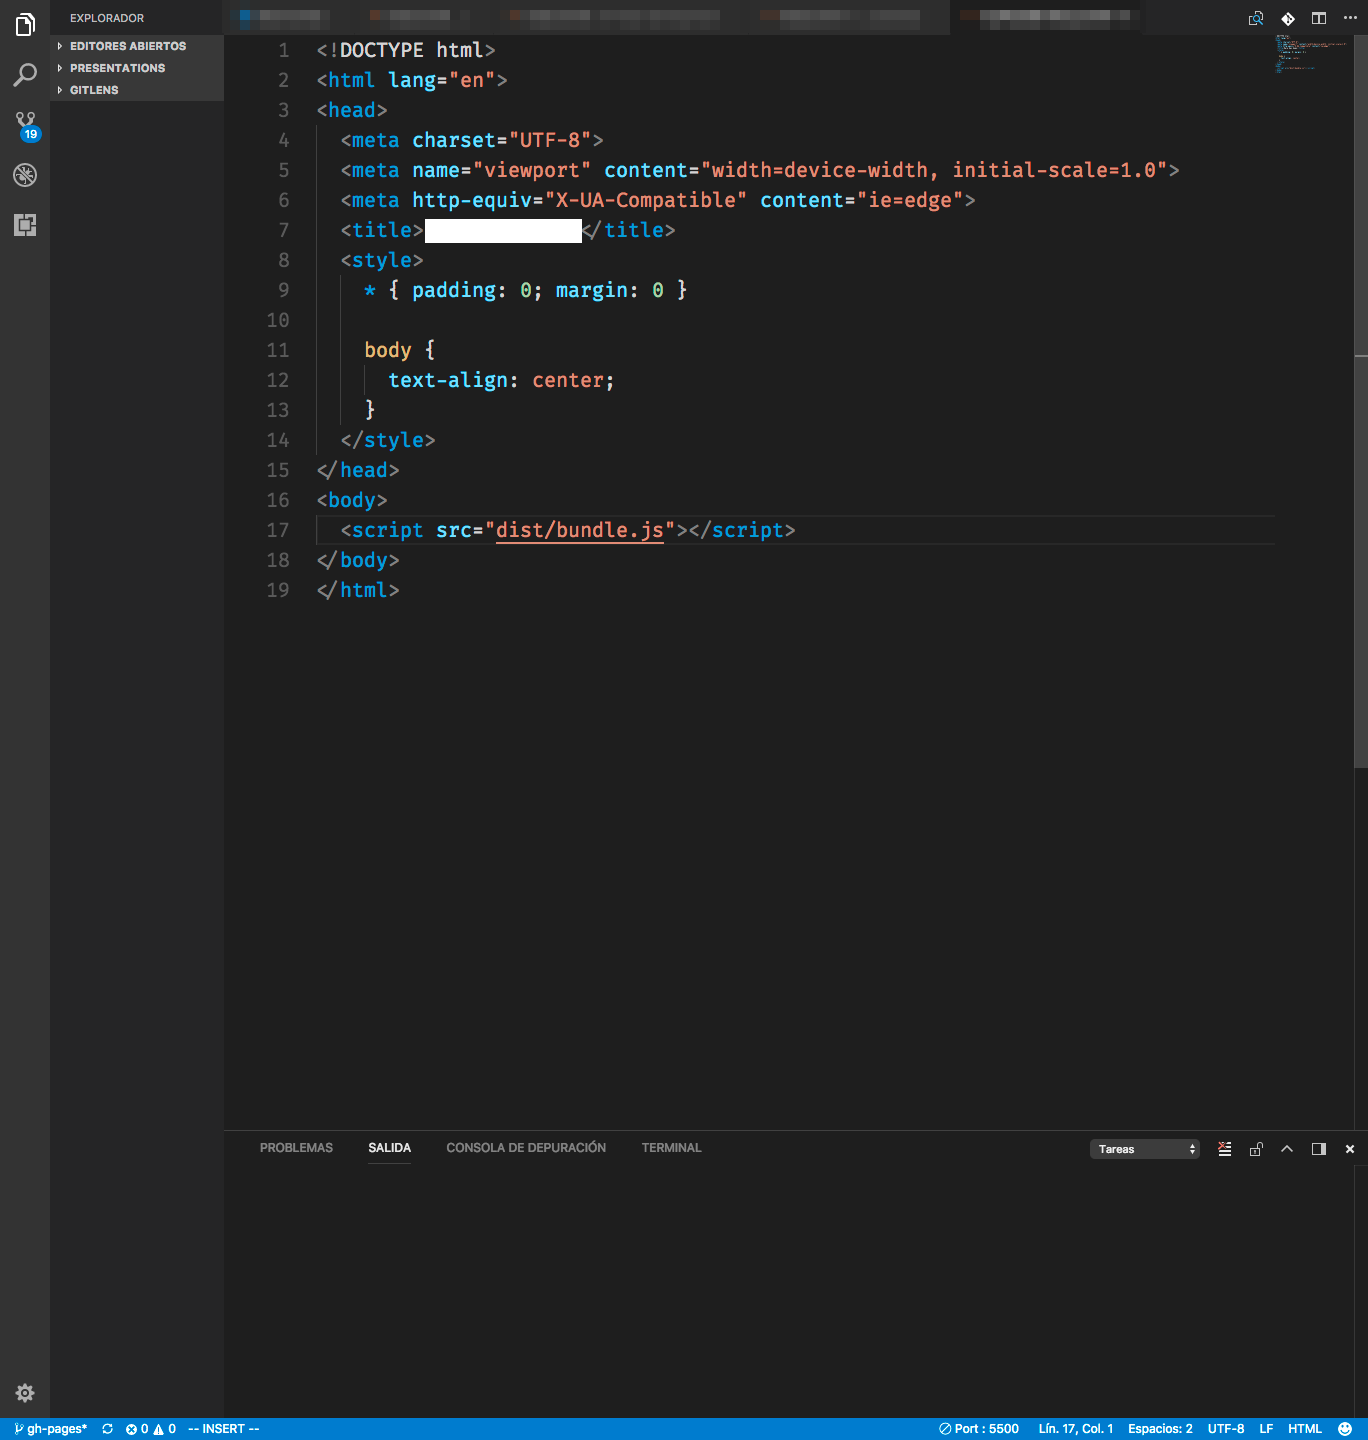 EXPLORADOR
EDITORES ABIERTOS
PRESENTATIONS
GITLENS
19
1 <!DOCTYPE html>
2 <html lang="en">
3 <head>
4 <meta charset="UTF-8">
5 <meta name="viewport" content="width=device-width, initial-scale=1.0">
6 <meta http-equiv="X-UA-Compatible" content="ie=edge">
7 <title></title>
8 <style>
9 * { padding: 0; margin: 0 }
10
11 body {
12 text-align: center;
13 }
14 </style>
15 </head>
16 <body>
17 <script src="dist/bundle.js"></script>
18 </body>
19 </html>
PROBLEMAS SALIDA CONSOLA DE DEPURACIÓN TERMINAL Tareas
gh-pages* 0 0 -- INSERT -- Port : 5500 Lín. 17, Col. 1 Espacios: 2 UTF-8 LF HTML